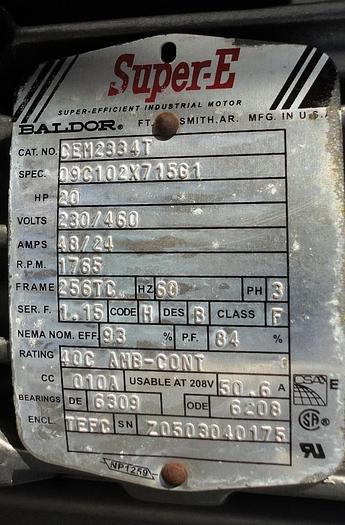 Super-E
SUPER-EFFICIENT INDUSTRIAL MOTOR
BALDOR® FT. SMITH, AR. MFG. IN U.S.A.
CAT. NO. CEM2334T
SPEC. 09C102X715G1
HP 20
VOLTS 230/460
AMPS 48/24
R.P.M. 1765
FRAME 256TC HZ 60 PH 3
SER. F. 1.15 CODE H DES B CLASS F
NEMA NOM. EFF. 93 % P.F. 84 %
RATING 40C AMB-CONT
CC 010A USABLE AT 208V 50.6 A
BEARINGS DE 6309 ODE 6208
ENCL. TEFC SN Z0503040175
NP1259